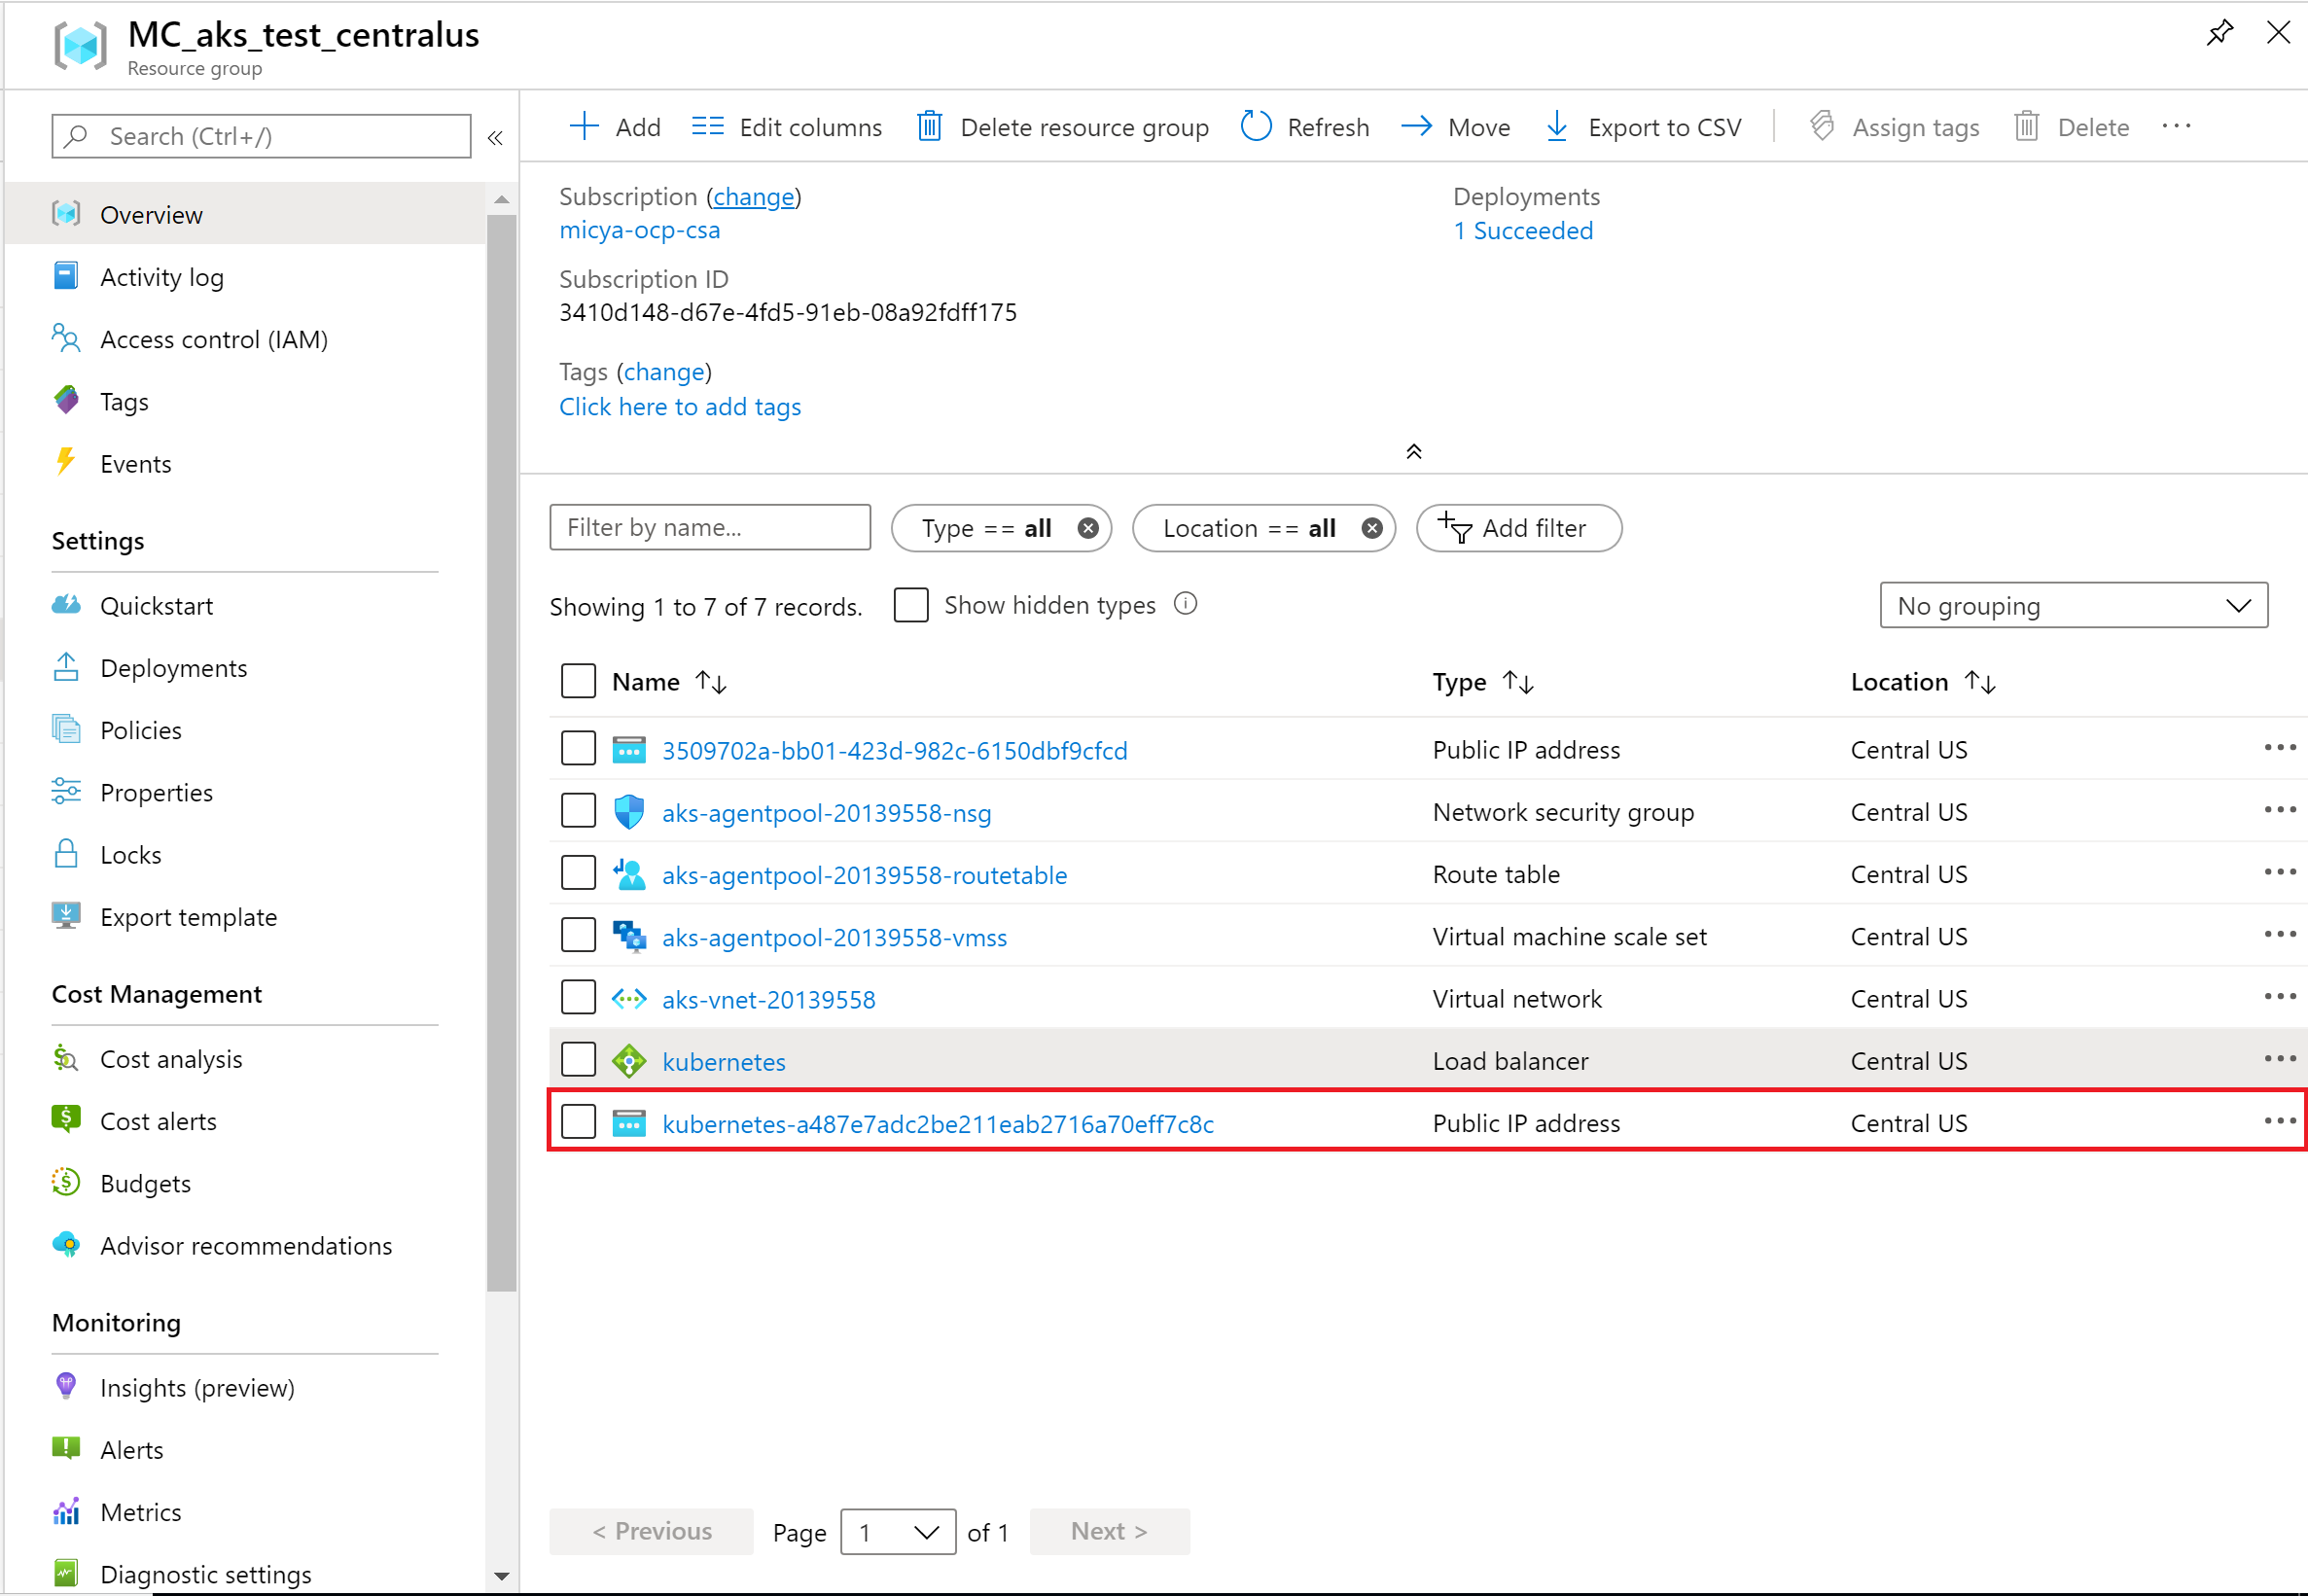 MC_aks_test_centralus
Resource group
Search (Ctrl+/)
«
Overview
Activity log
Access control (IAM)
Tags
Events
Settings
Quickstart
Deployments
Policies
Properties
Locks
Export template
Cost Management
Cost analysis
Cost alerts
Budgets
Advisor recommendations
Monitoring
Insights (preview)
Alerts
Metrics
Diagnostic settings
Add Edit columns Delete resource group Refresh Move Export to CSV Assign tags Delete ...
Subscription (change)
micya-ocp-csa
Subscription ID
3410d148-d67e-4fd5-91eb-08a92fdff175
Tags (change)
Click here to add tags
Deployments
1 Succeeded
Filter by name... Type == all Location == all Add filter
Showing 1 to 7 of 7 records. Show hidden types No grouping
Name Type Location
3509702a-bb01-423d-982c-6150dbf9cfcd Public IP address Central US
aks-agentpool-20139558-nsg Network security group Central US
aks-agentpool-20139558-routetable Route table Central US
aks-agentpool-20139558-vmss Virtual machine scale set Central US
aks-vnet-20139558 Virtual network Central US
kubernetes Load balancer Central US
kubernetes-a487e7adc2be211eab2716a70eff7c8c Public IP address Central US
< Previous Page 1 of 1 Next >